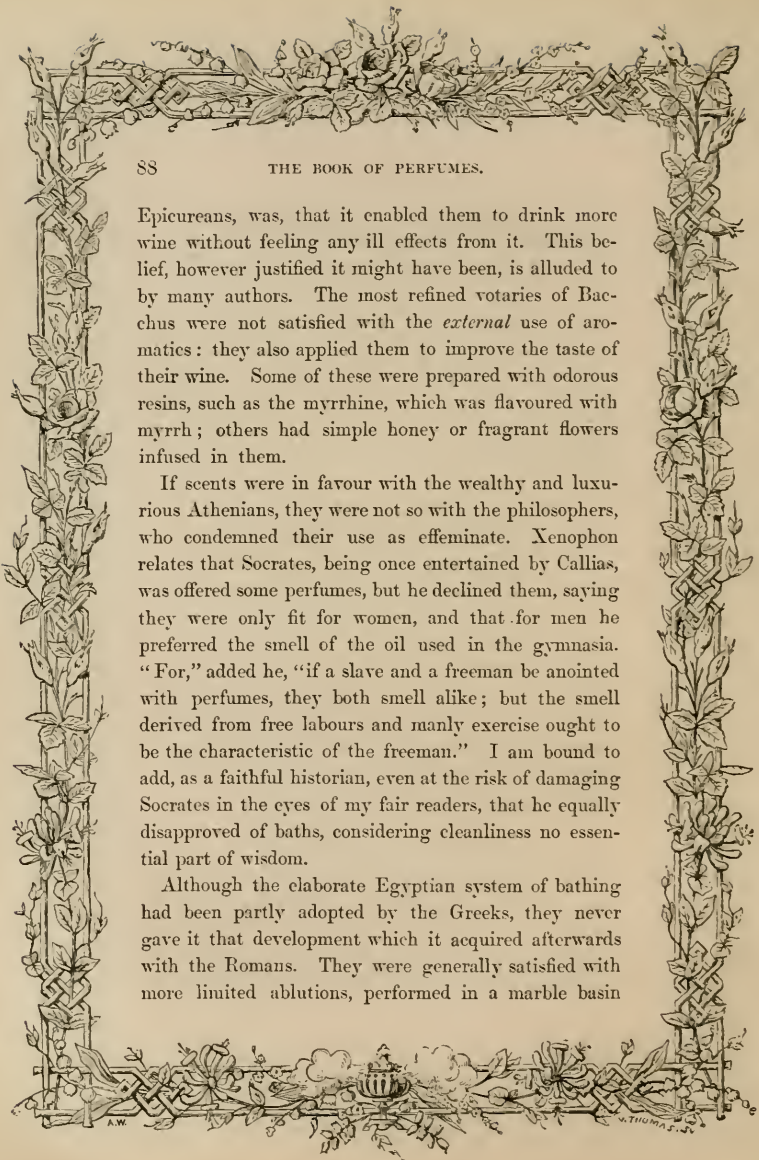 88 THE BOOK OF PERFUMES.
Epicureans, was, that it enabled them to drink more
wine without feeling any ill effects from it. This be-
lief, however justified it might have been, is alluded to
by many authors. The most refined votaries of Bac-
chus were not satisfied with the external use of aro-
matics : they also applied them to improve the taste of
their wine. Some of these were prepared with odorous
resins, such as the myrrhine, which was flavoured with
myrrh ; others had simple honey or fragrant flowers
infused in them.
If scents were in favour with the wealthy and luxu-
rious Athenians, they were not so with the philosophers,
who condemned their use as effeminate. Xenophon
relates that Socrates, being once entertained by Callias,
was offered some perfumes, but he declined them, saying
they were only fit for women, and that for men he
preferred the smell of the oil used in the gymnasia.
“ For,” added he, “if a slave and a freeman be anointed
with perfumes, they both smell alike ; but the smell
derived from free labours and manly exercise ought to
be the characteristic of the freeman.” I am bound to
add, as a faithful historian, even at the risk of damaging
Socrates in the eyes of my fair readers, that he equally
disapproved of baths, considering cleanliness no essen-
tial part of wisdom.
Although the elaborate Egyptian system of bathing
had been partly adopted by the Greeks, they never
gave it that development which it acquired afterwards
with the Romans. They were generally satisfied with
more limited ablutions, performed in a marble basin
A.W. V. THOMAS. Sc